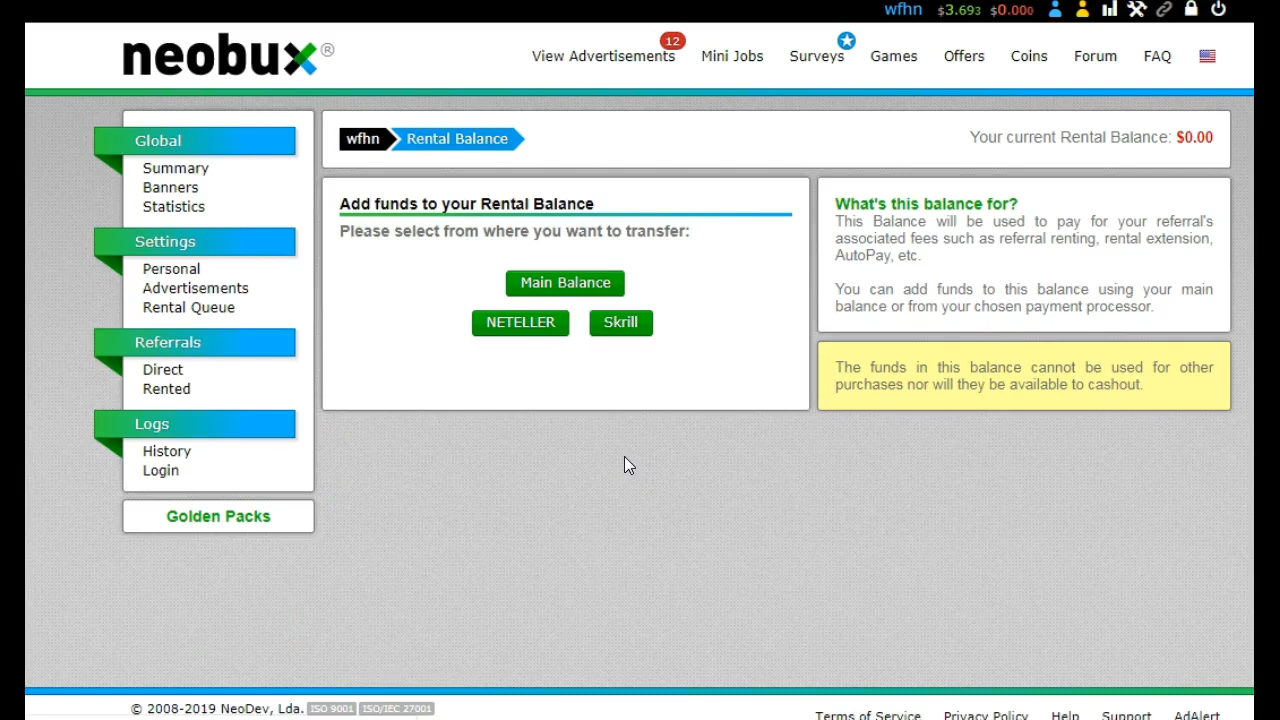 wfhn $3.693 $0.000
neobux®
View Advertisements 12 Mini Jobs Surveys Games Offers Coins Forum FAQ
Global
Summary
Banners
Statistics
Settings
Personal
Advertisements
Rental Queue
Referrals
Direct
Rented
Logs
History
Login
Golden Packs
wfhn Rental Balance
Your current Rental Balance: $0.00
Add funds to your Rental Balance
Please select from where you want to transfer:
Main Balance
NETELLER Skrill
What's this balance for?
This Balance will be used to pay for your referral's
associated fees such as referral renting, rental extension,
AutoPay, etc.
You can add funds to this balance using your main
balance or from your chosen payment processor.
The funds in this balance cannot be used for other
purchases nor will they be available to cashout.
© 2008-2019 NeoDev, Lda. ISO 9001 ISO/IEC 27001
Terms of Service Privacy Policy Help Support AdAlert